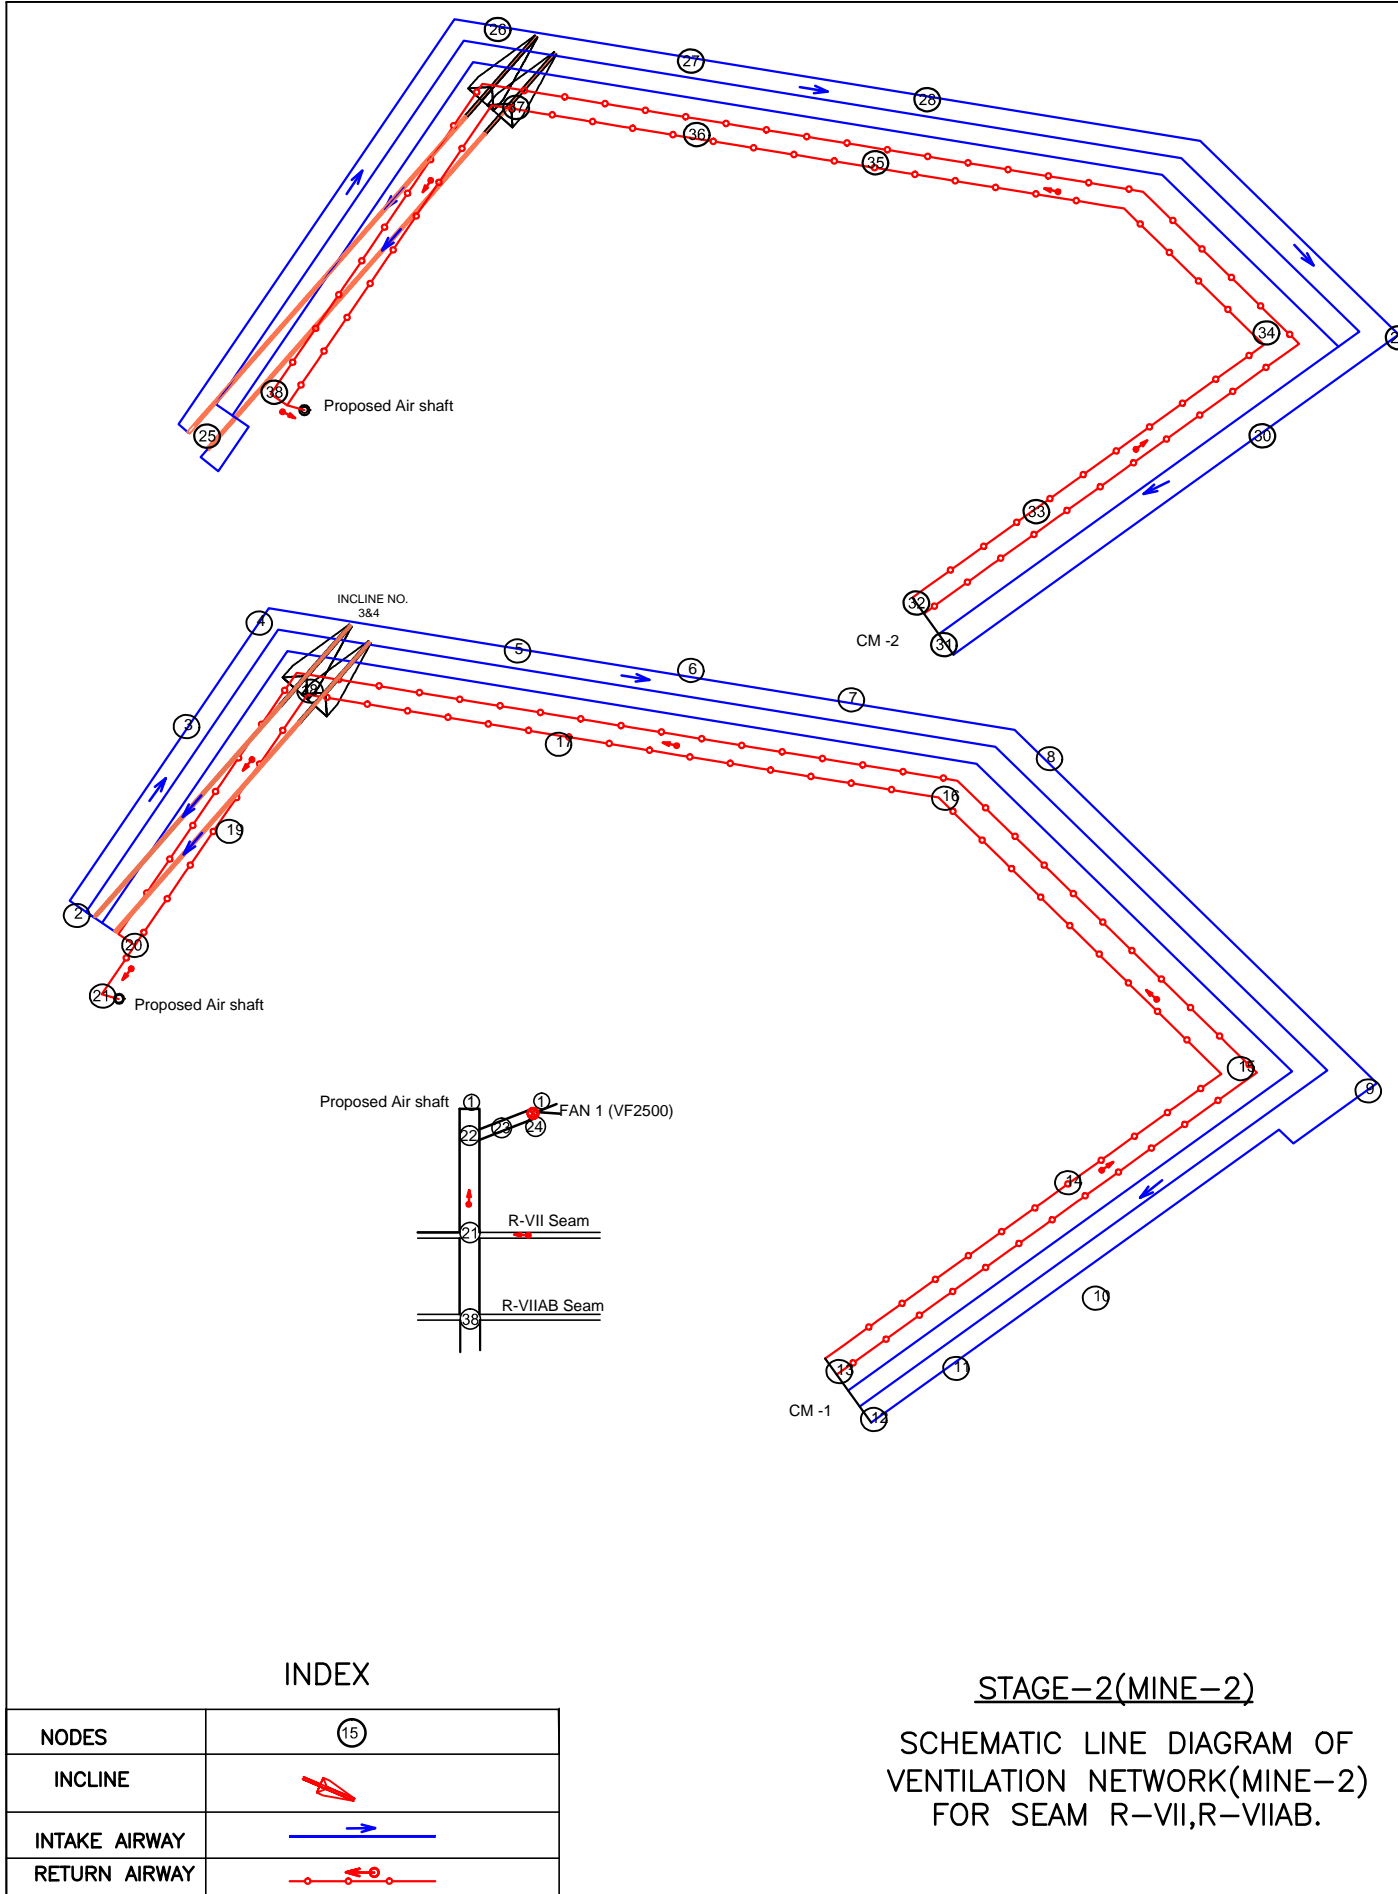 26
27
28
37
36
35
34
38
Proposed Air shaft
25
30
33
32
CM -2
31
INCLINE NO.
3&4
4
5
6
7
3
8
17
16
19
2
20
21
Proposed Air shaft
15
9
Proposed Air shaft
1
1
FAN 1 (VF2500)
22
23
24
14
R-VII Seam
21
10
R-VIIAB Seam
38
13
11
CM -1
12
INDEX
NODES
15
INCLINE
INTAKE AIRWAY
RETURN AIRWAY
STAGE-2(MINE-2)
SCHEMATIC LINE DIAGRAM OF
VENTILATION NETWORK(MINE-2)
FOR SEAM R-VII,R-VIIAB.